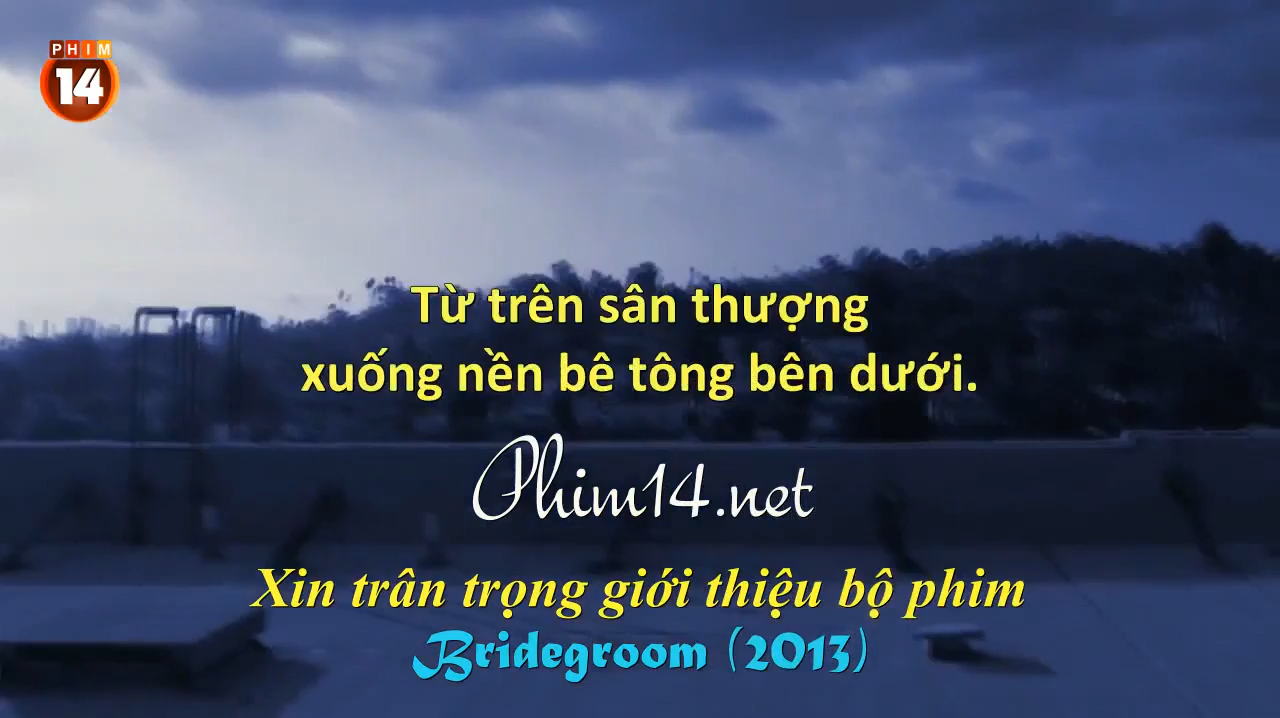 PHIM
14
Từ trên sân thượng
xuống nền bê tông bên dưới.
Phim14.net
Xin trân trọng giới thiệu bộ phim
Bridegroom (2013)